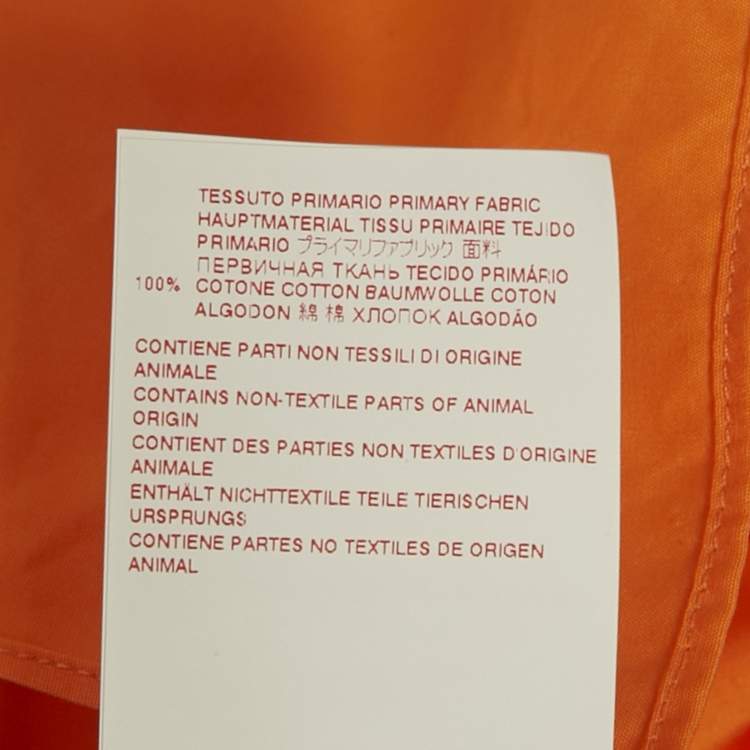 TESSUTO PRIMARIO PRIMARY FABRIC
HAUPTMATERIAL TISSU PRIMAIRE TEJIDO
PRIMARIO プライマリファブリック 面料
ПЕРВИЧНАЯ ТКАНЬ TECIDO PRIMÁRIO
100% COTONE COTTON BAUMWOLLE COTON
ALGODON 綿 棉 ХЛОПОК ALGODÃO
CONTIENE PARTI NON TESSILI DI ORIGINE
ANIMALE
CONTAINS NON-TEXTILE PARTS OF ANIMAL
ORIGIN
CONTIENT DES PARTIES NON TEXTILES D'ORIGINE
ANIMALE
ENTHÄLT NICHTTEXTILE TEILE TIERISCHEN
URSPRUNGS
CONTIENE PARTES NO TEXTILES DE ORIGEN
ANIMAL